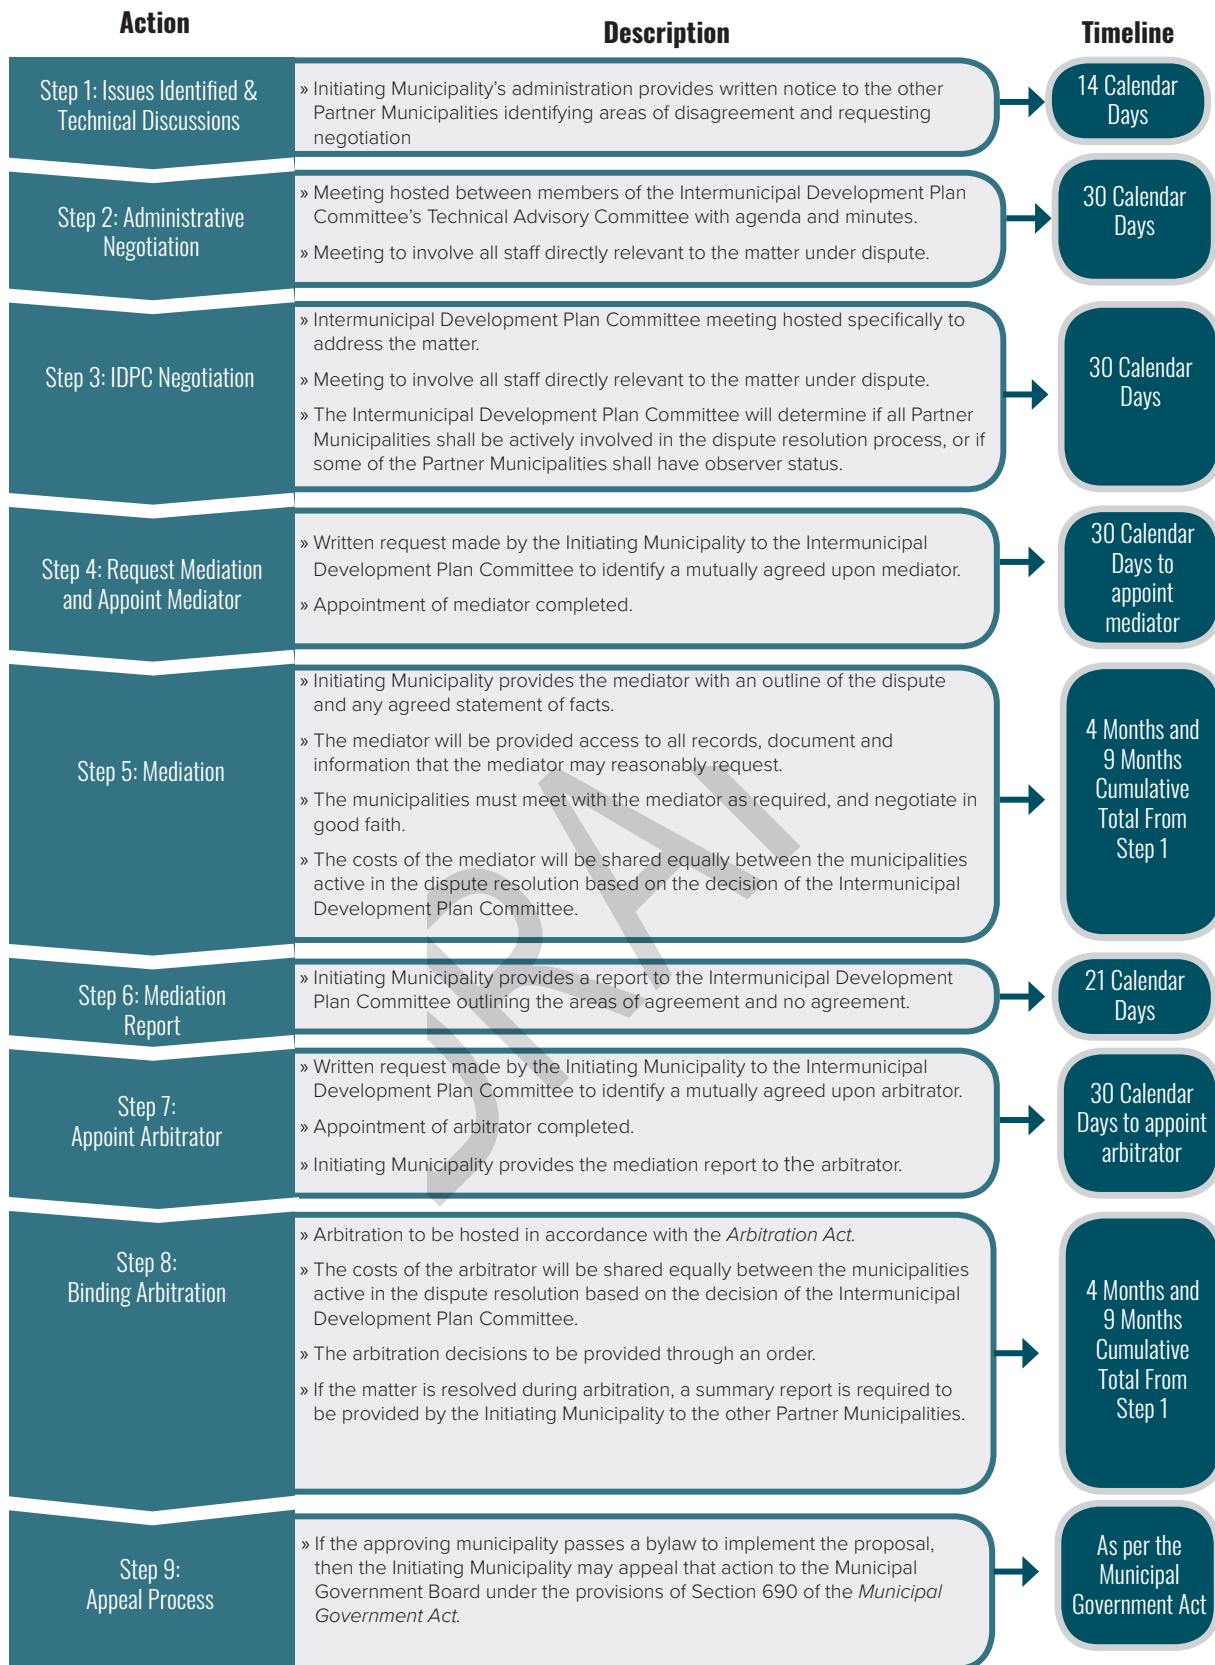 Action
Description
Timeline
Step 1: Issues Identified &
Technical Discussions
» Initiating Municipality’s administration provides written notice to the other
Partner Municipalities identifying areas of disagreement and requesting
negotiation
14 Calendar
Days
Step 2: Administrative
Negotiation
» Meeting hosted between members of the Intermunicipal Development Plan
Committee’s Technical Advisory Committee with agenda and minutes.
» Meeting to involve all staff directly relevant to the matter under dispute.
30 Calendar
Days
Step 3: IDPC Negotiation
» Intermunicipal Development Plan Committee meeting hosted specifically to
address the matter.
» Meeting to involve all staff directly relevant to the matter under dispute.
» The Intermunicipal Development Plan Committee will determine if all Partner
Municipalities shall be actively involved in the dispute resolution process, or if
some of the Partner Municipalities shall have observer status.
30 Calendar
Days
Step 4: Request Mediation
and Appoint Mediator
» Written request made by the Initiating Municipality to the Intermunicipal
Development Plan Committee to identify a mutually agreed upon mediator.
» Appointment of mediator completed.
30 Calendar
Days to
appoint
mediator
Step 5: Mediation
» Initiating Municipality provides the mediator with an outline of the dispute
and any agreed statement of facts.
» The mediator will be provided access to all records, document and
information that the mediator may reasonably request.
» The municipalities must meet with the mediator as required, and negotiate in
good faith.
» The costs of the mediator will be shared equally between the municipalities
active in the dispute resolution based on the decision of the Intermunicipal
Development Plan Committee.
4 Months and
9 Months
Cumulative
Total From
Step 1
Step 6: Mediation
Report
» Initiating Municipality provides a report to the Intermunicipal Development
Plan Committee outlining the areas of agreement and no agreement.
21 Calendar
Days
Step 7:
Appoint Arbitrator
» Written request made by the Initiating Municipality to the Intermunicipal
Development Plan Committee to identify a mutually agreed upon arbitrator.
» Appointment of arbitrator completed.
» Initiating Municipality provides the mediation report to the arbitrator.
30 Calendar
Days to appoint
arbitrator
Step 8:
Binding Arbitration
» Arbitration to be hosted in accordance with the Arbitration Act.
» The costs of the arbitrator will be shared equally between the municipalities
active in the dispute resolution based on the decision of the Intermunicipal
Development Plan Committee.
» The arbitration decisions to be provided through an order.
» If the matter is resolved during arbitration, a summary report is required to
be provided by the Initiating Municipality to the other Partner Municipalities.
4 Months and
9 Months
Cumulative
Total From
Step 1
Step 9:
Appeal Process
» If the approving municipality passes a bylaw to implement the proposal,
then the Initiating Municipality may appeal that action to the Municipal
Government Board under the provisions of Section 690 of the Municipal
Government Act.
As per the
Municipal
Government Act